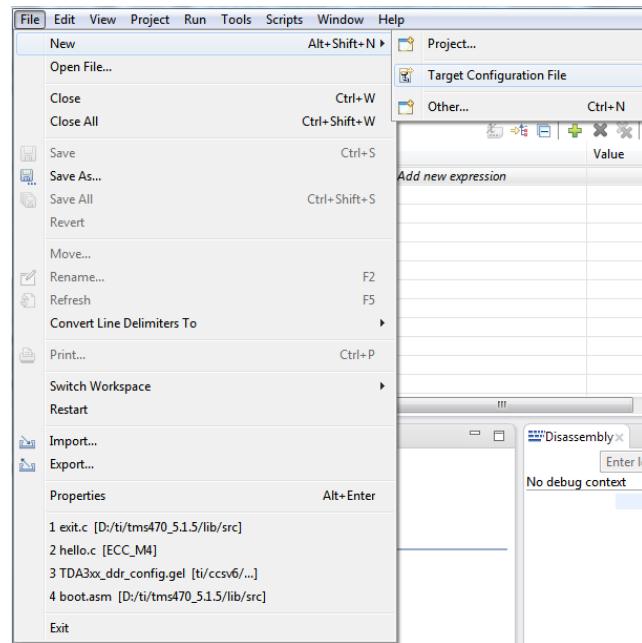 File Edit View Project Run Tools Scripts Window Help
New Alt+Shift+N
Project...
Open File...
Target Configuration File
Close Ctrl+W
Other... Ctrl+N
Close All Ctrl+Shift+W
Save Ctrl+S
Value
Save As...
Add new expression
Save All Ctrl+Shift+S
Revert
Move...
Rename... F2
Refresh F5
Convert Line Delimiters To
Print... Ctrl+P
Switch Workspace
Restart
Import...
Disassembly
Export...
Enter
No debug context
Properties Alt+Enter
1 exit.c [D:/ti/tms470_5.1.5/lib/src]
2 hello.c [ECC_M4]
3 TDA3xx_ddr_config.gel [ti/ccsv6/...]
4 boot.asm [D:/ti/tms470_5.1.5/lib/src]
Exit